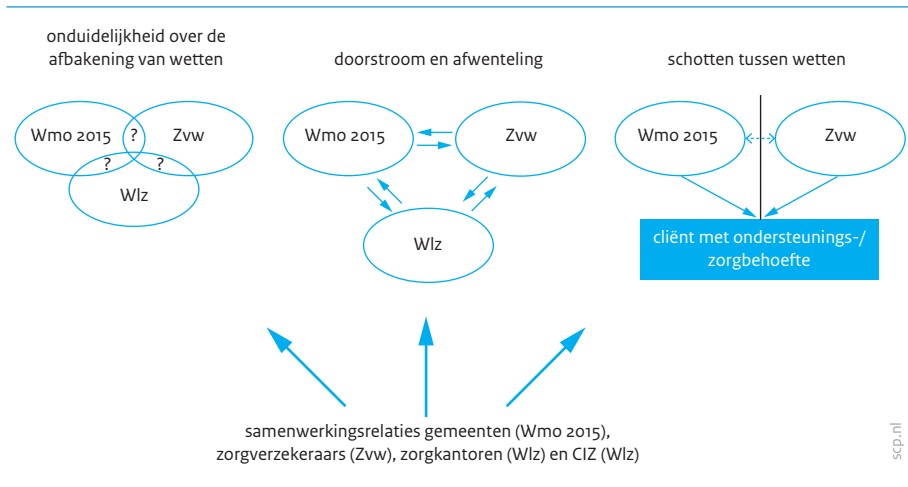 onduidelijkheid over de
afbakening van wetten
Wmo 2015
?
Zvw
?
?
Wlz
doorstroom en afwenteling
Wmo 2015
Zvw
Wlz
schotten tussen wetten
Wmo 2015
Zvw
cliënt met ondersteunings-/
zorgbehoefte
samenwerkingsrelaties gemeenten (Wmo 2015),
zorgverzekeraars (Zvw), zorgkantoren (Wlz) en CIZ (Wlz)
scp.nl